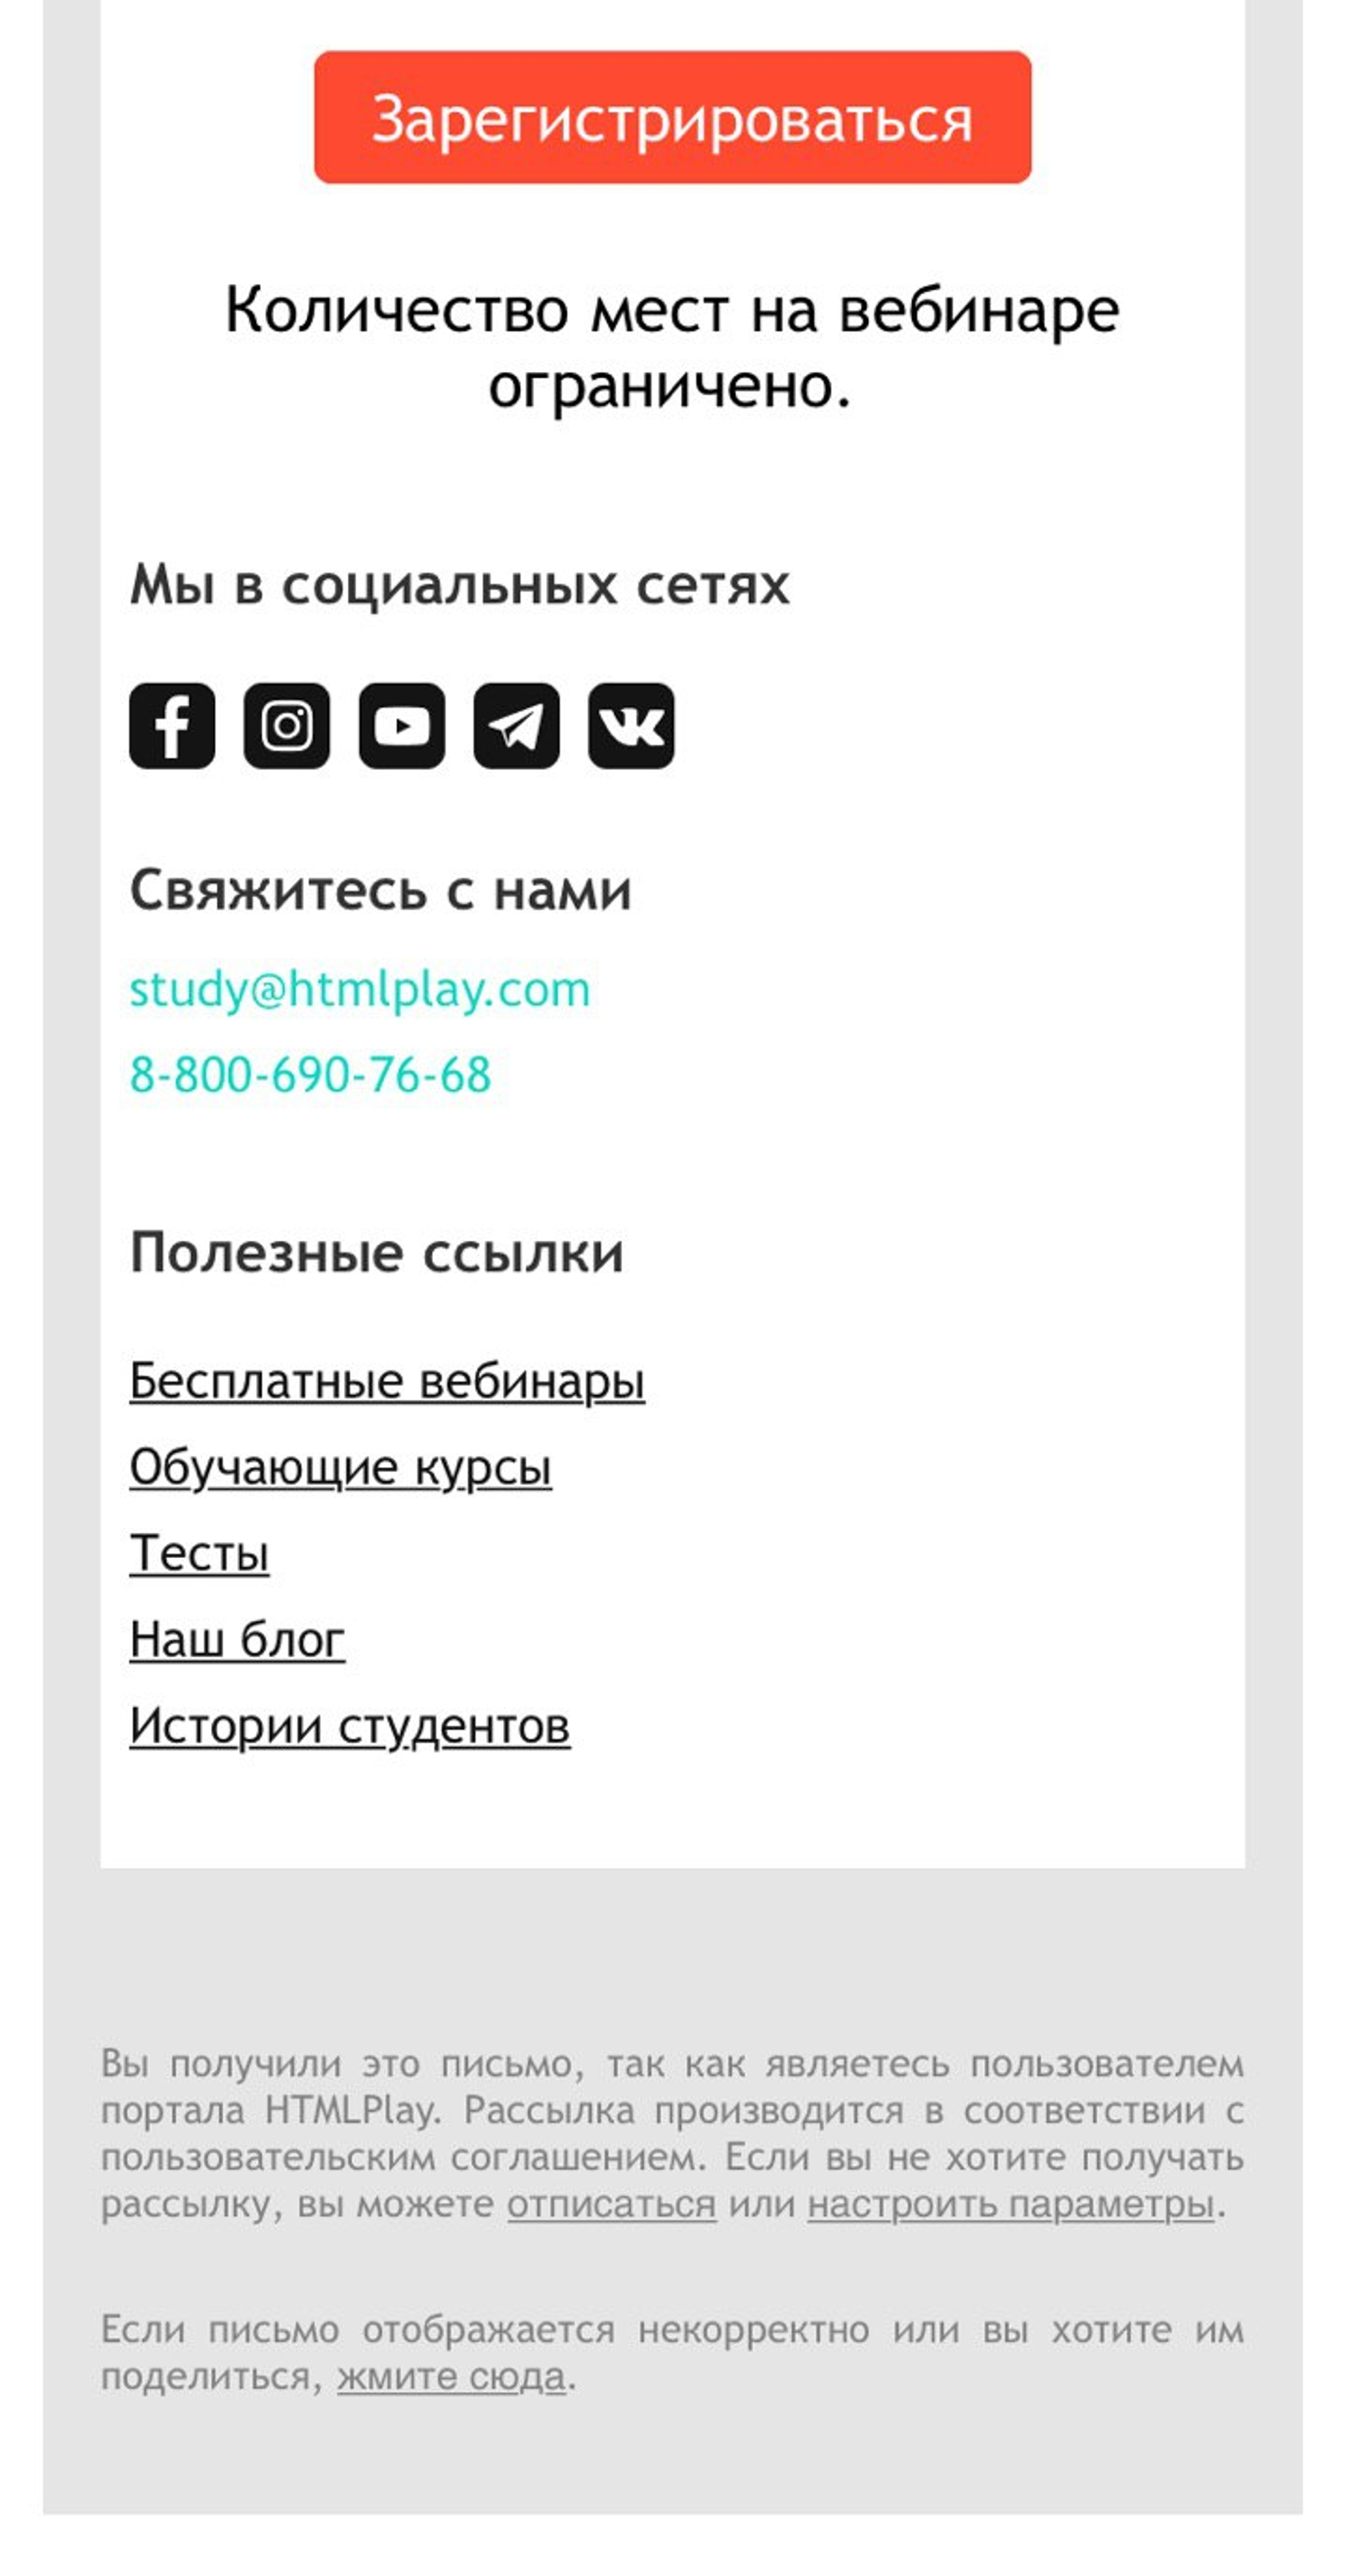 Зарегистрироваться
Количество мест на вебинаре
ограничено.
Мы в социальных сетях
Свяжитесь с нами
study@htmlplay.com
8-800-690-76-68
Полезные ссылки
Бесплатные вебинары
Обучающие курсы
Тесты
Наш блог
Истории студентов
Вы получили это письмо, так как являетесь пользователем
портала HTMLPlay. Рассылка производится в соответствии с
пользовательским соглашением. Если вы не хотите получать
рассылку, вы можете отписаться или настроить параметры.
Если письмо отображается некорректно или вы хотите им
поделиться, жмите сюда.